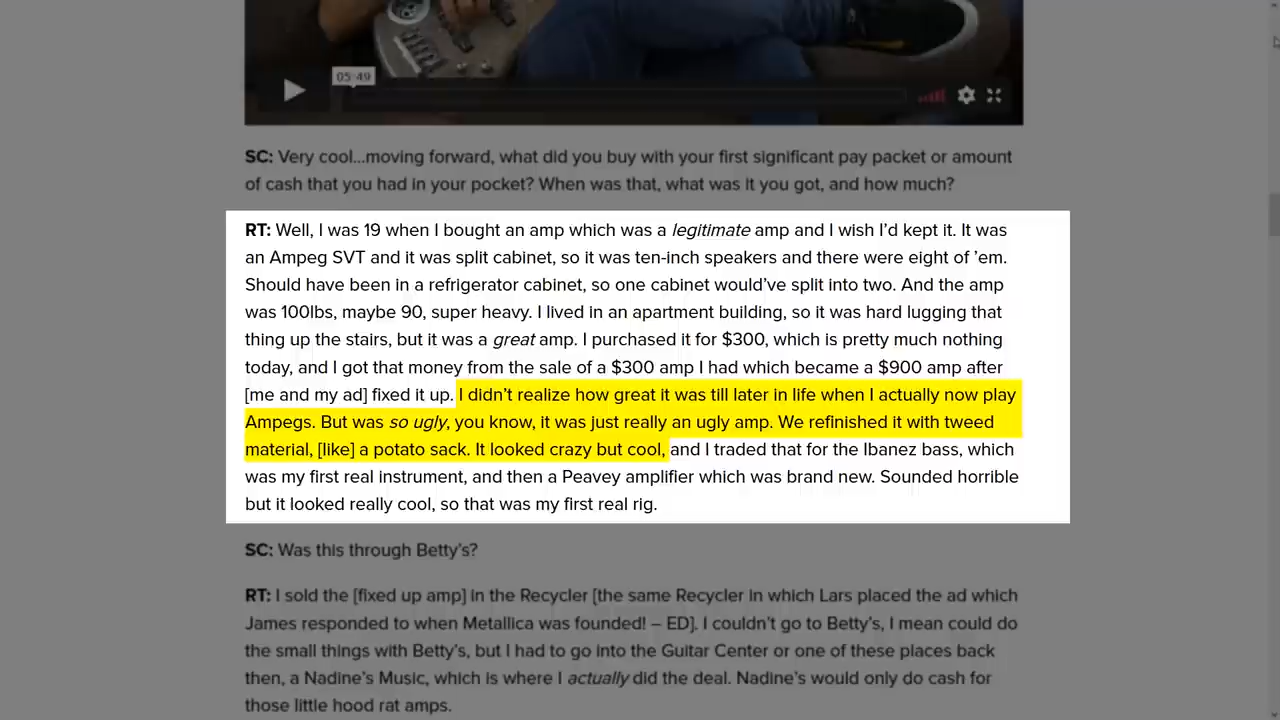 05:49
SC: Very cool...moving forward, what did you buy with your first significant pay packet or amount
of cash that you had in your pocket? When was that, what was it you got, and how much?
RT: Well, I was 19 when I bought an amp which was a legitimate amp and I wish I’d kept it. It was
an Ampeg SVT and it was split cabinet, so it was ten-inch speakers and there were eight of ’em.
Should have been in a refrigerator cabinet, so one cabinet would’ve split into two. And the amp
was 100lbs, maybe 90, super heavy. I lived in an apartment building, so it was hard lugging that
thing up the stairs, but it was a great amp. I purchased it for $300, which is pretty much nothing
today, and I got that money from the sale of a $300 amp I had which became a $900 amp after
[me and my ad] fixed it up. I didn’t realize how great it was till later in life when I actually now play
Ampegs. But was so ugly, you know, it was just really an ugly amp. We refinished it with tweed
material, [like] a potato sack. It looked crazy but cool, and I traded that for the Ibanez bass, which
was my first real instrument, and then a Peavey amplifier which was brand new. Sounded horrible
but it looked really cool, so that was my first real rig.
SC: Was this through Betty’s?
RT: I sold the [fixed up amp] in the Recycler [the same Recycler in which Lars placed the ad which
James responded to when Metallica was founded! – ED]. I couldn’t go to Betty’s, I mean could do
the small things with Betty’s, but I had to go into the Guitar Center or one of these places back
then, a Nadine’s Music, which is where I actually did the deal. Nadine’s would only do cash for
those little hood rat amps.